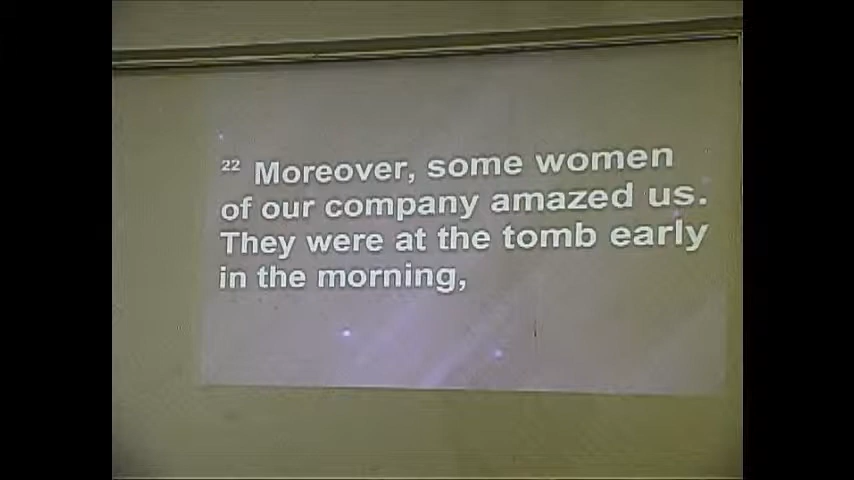 22 Moreover, some women
of our company amazed us.
They were at the tomb early
in the morning,